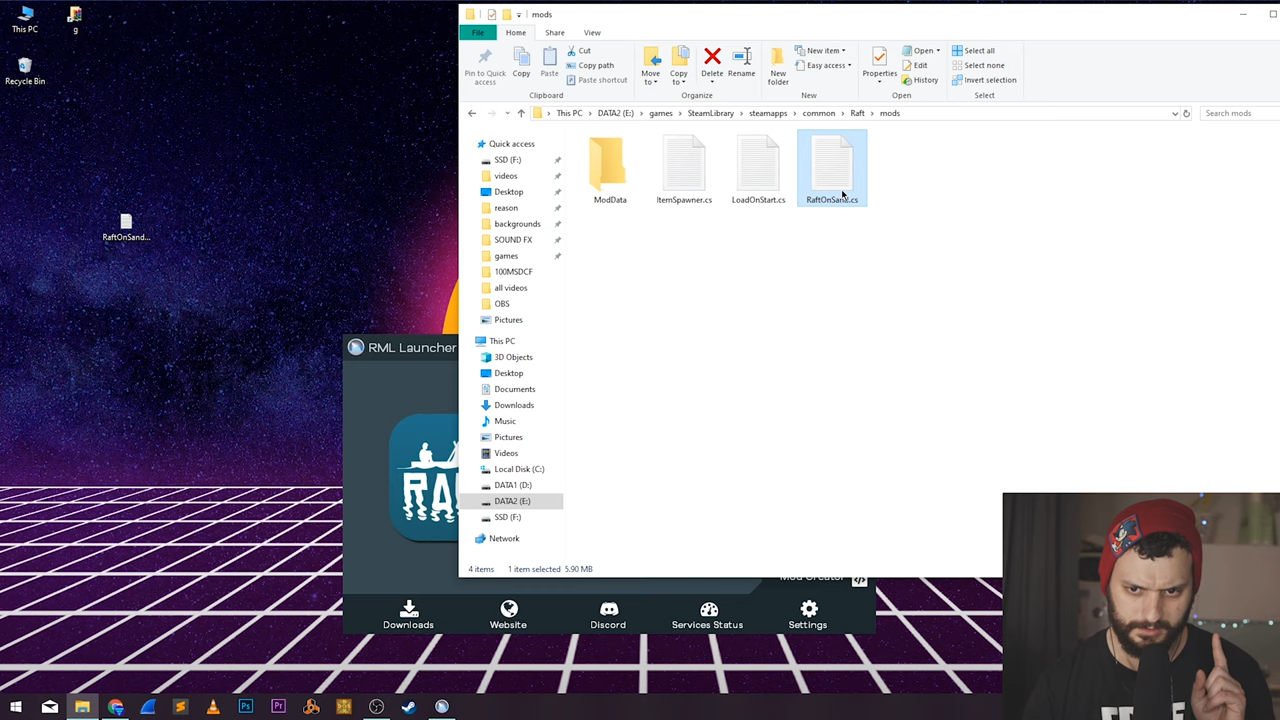 This PC
g
Recycle Bin
RaftOnSand...
mods
File
Home
Share
View
Pin to Quick access
Copy
Paste
Cut
Copy path
Paste shortcut
Clipboard
Move to
Copy to
Delete
Rename
Organize
New folder
New item
Easy access
New
Properties
Open
Edit
History
Open
Select all
Select none
Invert selection
Select
This PC > DATA2 (E:) > games > SteamLibrary > steamapps > common > Raft > mods
Search mods
Quick access
SSD (F:)
videos
Desktop
reason
backgrounds
SOUND FX
games
100MSDCF
all videos
OBS
Pictures
This PC
3D Objects
Desktop
Documents
Downloads
Music
Pictures
Videos
Local Disk (C:)
DATA1 (D:)
DATA2 (E:)
SSD (F:)
Network
ModData
ItemSpawner.cs
LoadOnStart.cs
RaftOnSand.cs
4 items
1 item selected 5.90 MB
RML Launcher
Mod Creator
Downloads
Website
Discord
Services Status
Settings
Ps
Pr